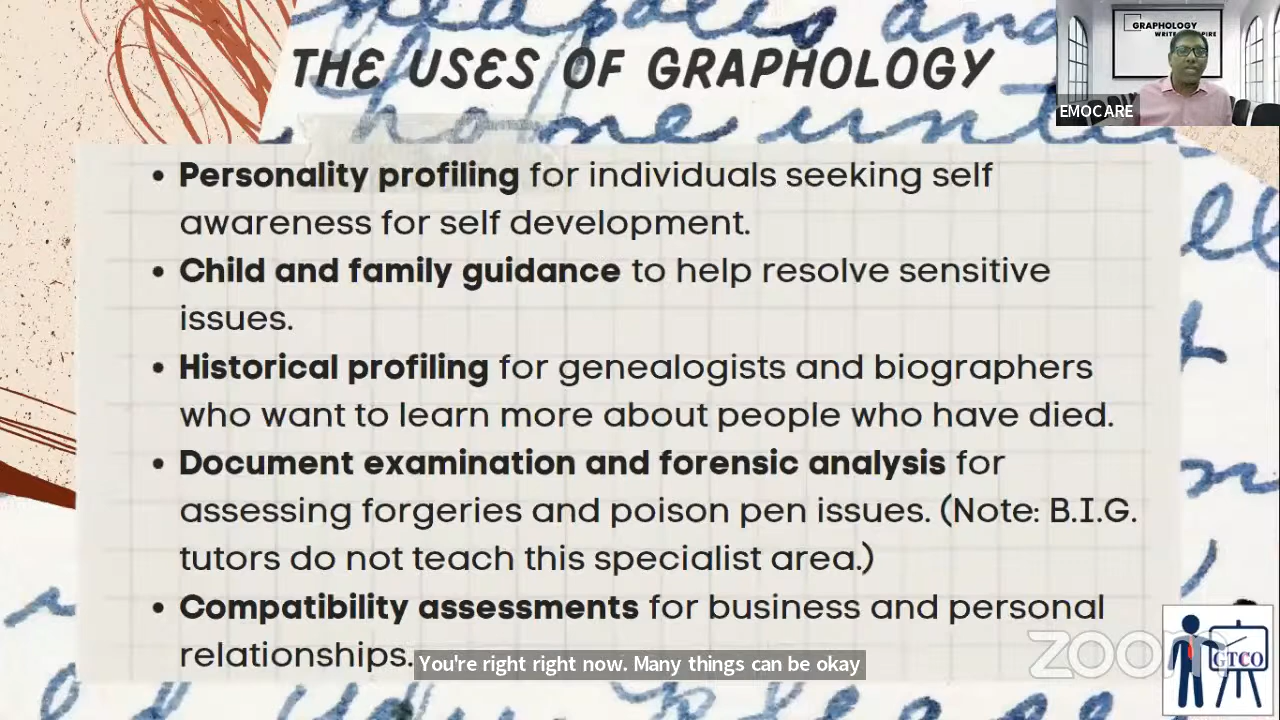 THE USES OF GRAPHOLOGY
GRAPHOLOGY
EMOCARE
• Personality profiling for individuals seeking self
awareness for self development.
• Child and family guidance to help resolve sensitive
issues.
• Historical profiling for genealogists and biographers
who want to learn more about people who have died.
• Document examination and forensic analysis for
assessing forgeries and poison pen issues. (Note: B.I.G.
tutors do not teach this specialist area.)
• Compatibility assessments for business and personal
relationships.
You're right right now. Many things can be okay
zoom
GTCO